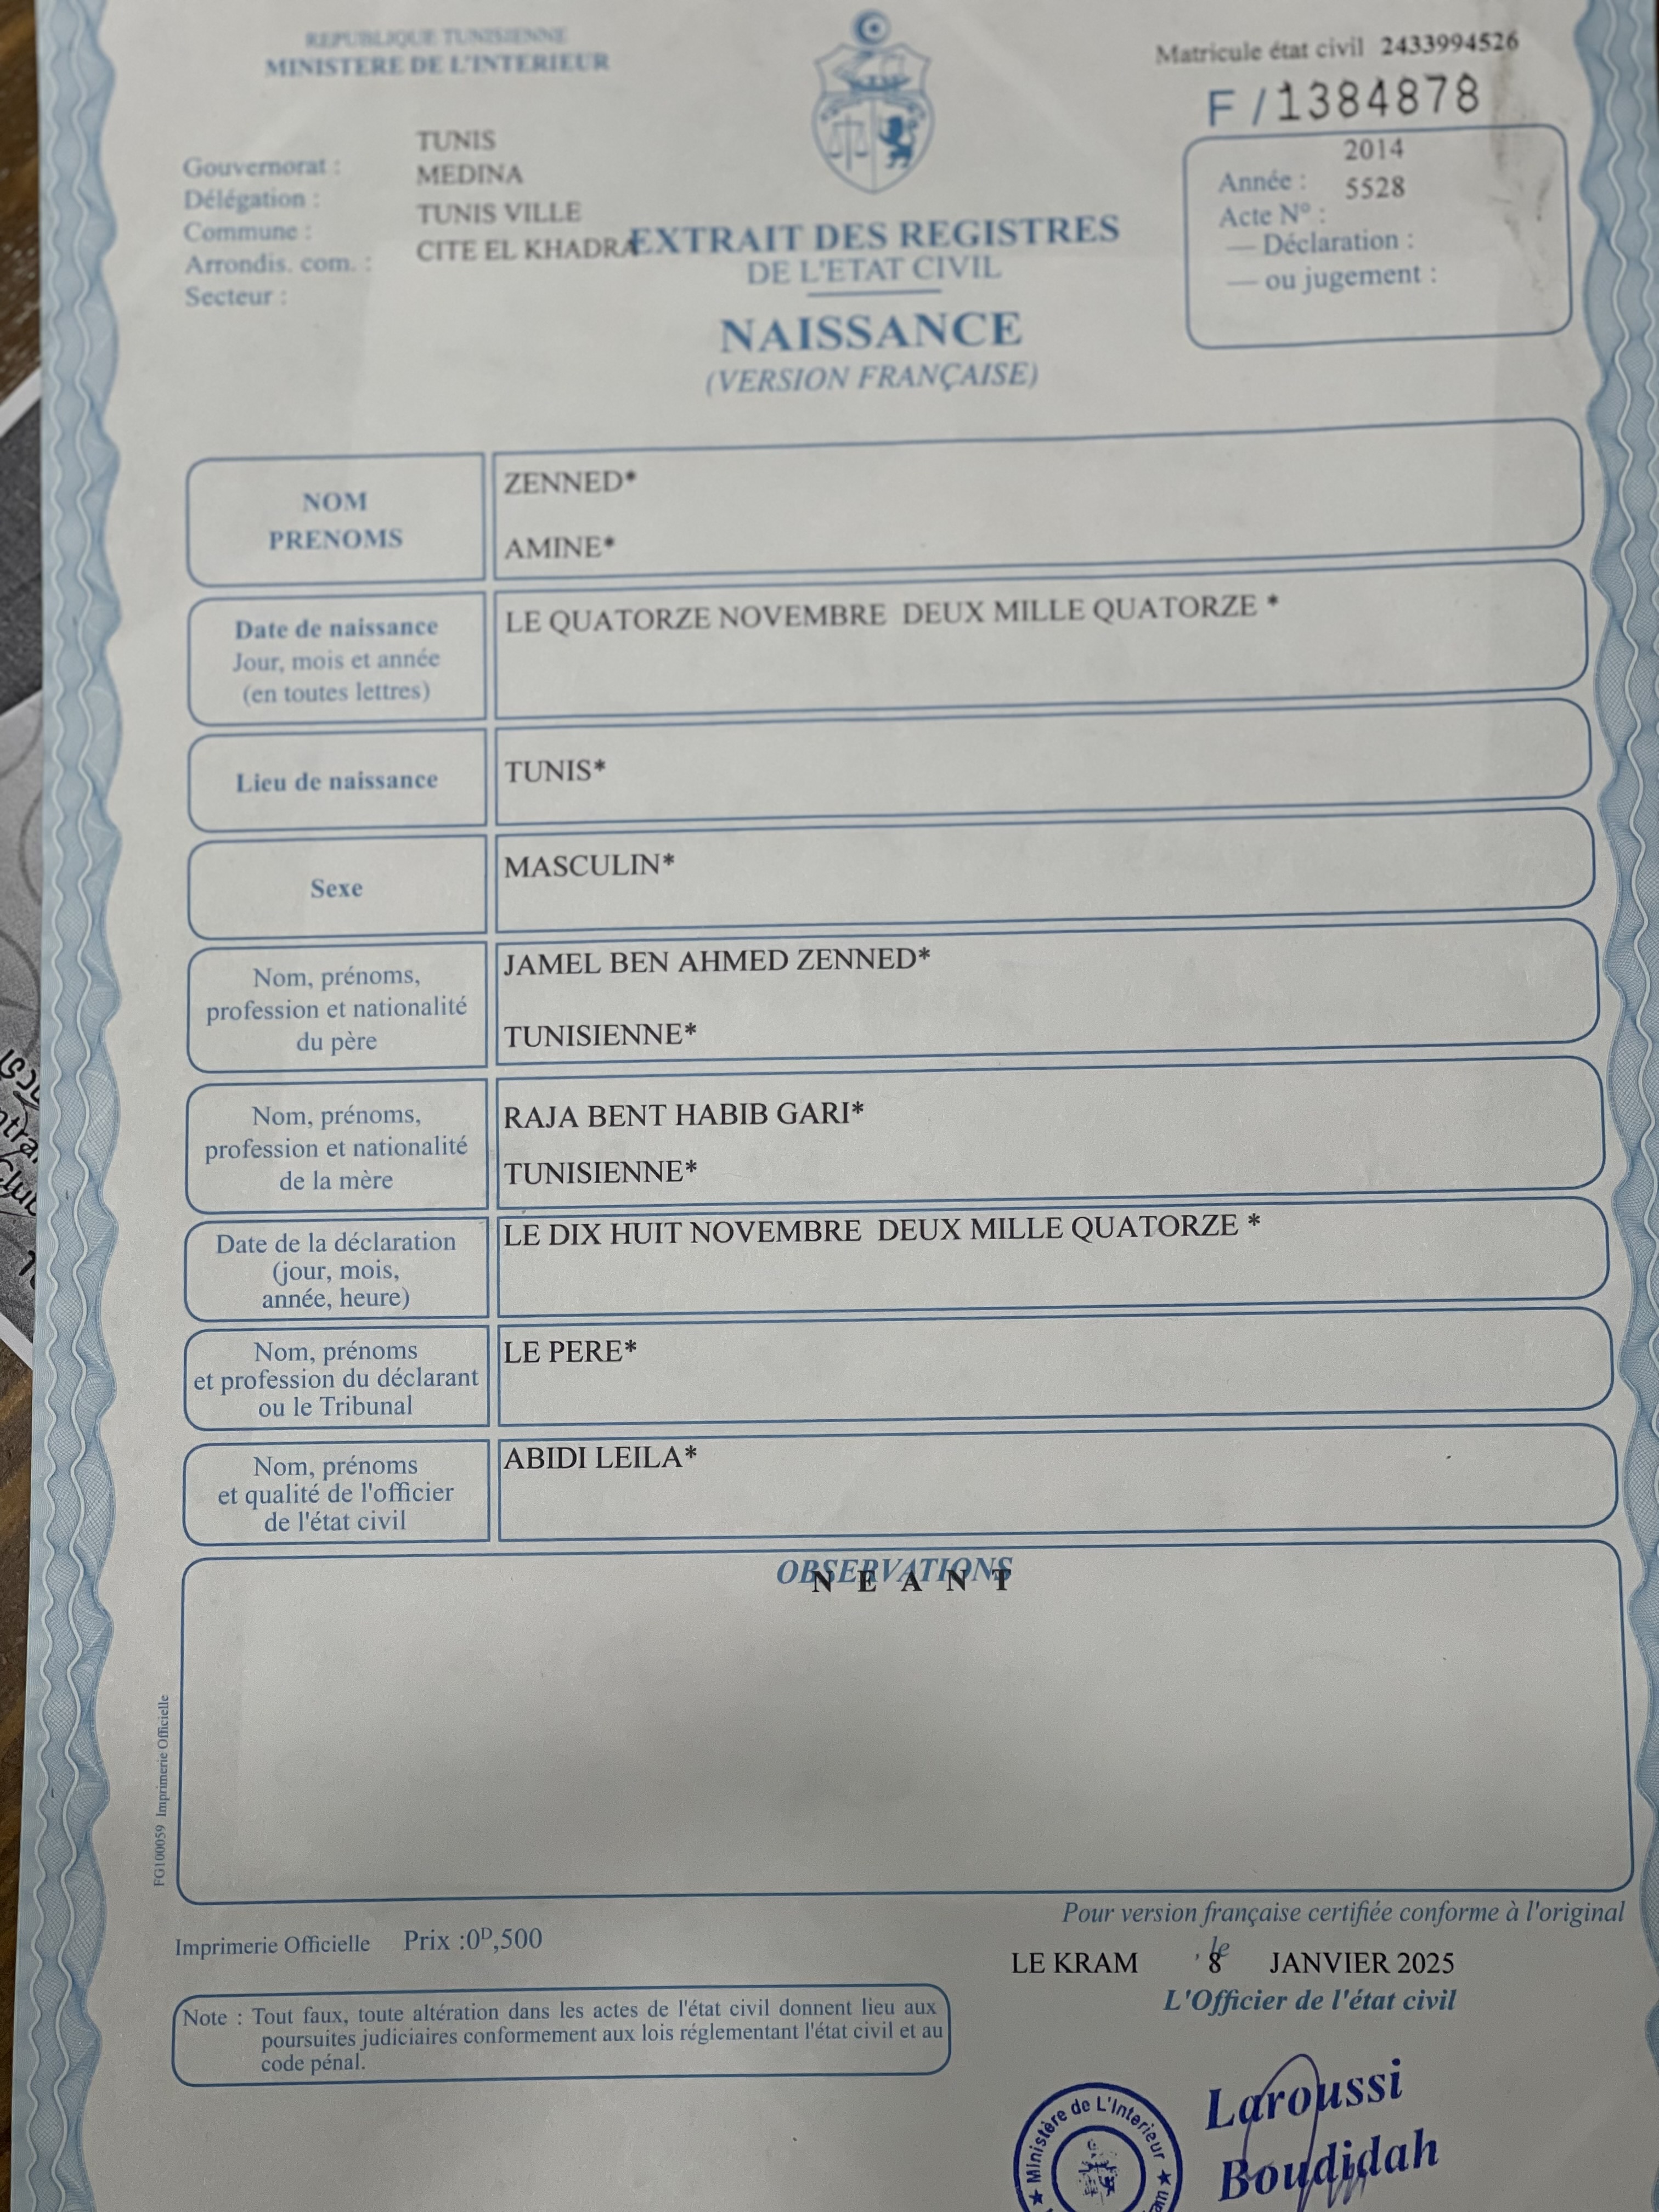 REPUBLIQUE TUNISIENNE
MINISTERE DE L'INTERIEUR
Matricule état civil 2433994526
F / 1384878
Gouvernorat : TUNIS
Délégation : MEDINA
Commune : TUNIS VILLE
Arrondis. com. : CITE EL KHADRA
Secteur :
2014
Année : 5528
Acte N° :
— Déclaration :
— ou jugement :
EXTRAIT DES REGISTRES
DE L'ETAT CIVIL
NAISSANCE
(VERSION FRANÇAISE)
NOM
PRENOMS
ZENNED*
AMINE*
Date de naissance
Jour, mois et année
(en toutes lettres)
LE QUATORZE NOVEMBRE DEUX MILLE QUATORZE *
Lieu de naissance
TUNIS*
Sexe
MASCULIN*
Nom, prénoms,
profession et nationalité
du père
JAMEL BEN AHMED ZENNED*
TUNISIENNE*
Nom, prénoms,
profession et nationalité
de la mère
RAJA BENT HABIB GARI*
TUNISIENNE*
Date de la déclaration
(jour, mois,
année, heure)
LE DIX HUIT NOVEMBRE DEUX MILLE QUATORZE *
Nom, prénoms
et profession du déclarant
ou le Tribunal
LE PERE*
Nom, prénoms
et qualité de l'officier
de l'état civil
ABIDI LEILA*
OBSERVATIONS
N E A N T
FG100059 Imprimerie Officielle
Imprimerie Officielle Prix :0D,500
Pour version française certifiée conforme à l'original
LE KRAM , le 8 JANVIER 2025
L'Officier de l'état civil
Note : Tout faux, toute altération dans les actes de l'état civil donnent lieu aux
poursuites judiciaires conformement aux lois réglementant l'état civil et au
code pénal.
Ministère de L'Interieur
Laroussi
Boudidah